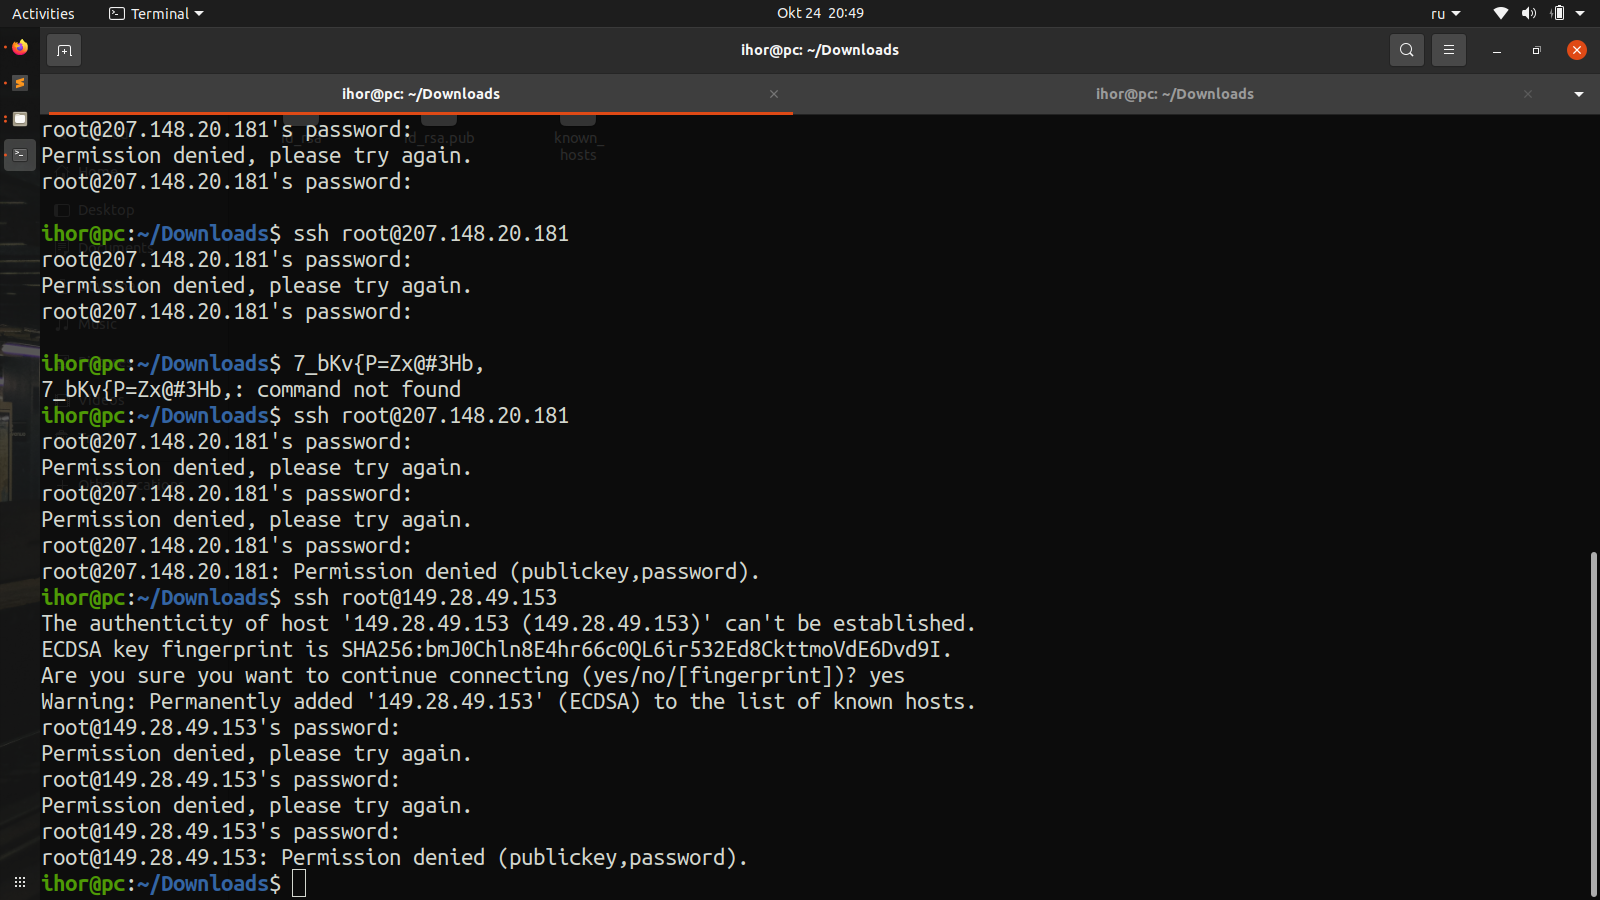 Activities
Terminal
Okt 24 20:49
ru
ihor@pc: ~/Downloads
ihor@pc: ~/Downloads
ihor@pc: ~/Downloads
id_rsa
id_rsa.pub
known_
hosts
Desktop
Music
Videos
root@207.148.20.181's password:
Permission denied, please try again.
root@207.148.20.181's password:
ihor@pc:~/Downloads$ ssh root@207.148.20.181
root@207.148.20.181's password:
Permission denied, please try again.
root@207.148.20.181's password:
ihor@pc:~/Downloads$ 7_bKv{P=Zx@#3Hb,
7_bKv{P=Zx@#3Hb,: command not found
ihor@pc:~/Downloads$ ssh root@207.148.20.181
root@207.148.20.181's password:
Permission denied, please try again.
root@207.148.20.181's password:
Permission denied, please try again.
root@207.148.20.181's password:
root@207.148.20.181: Permission denied (publickey,password).
ihor@pc:~/Downloads$ ssh root@149.28.49.153
The authenticity of host '149.28.49.153 (149.28.49.153)' can't be established.
ECDSA key fingerprint is SHA256:bmJ0Chln8E4hr66c0QL6ir532Ed8CkttmoVdE6Dvd9I.
Are you sure you want to continue connecting (yes/no/[fingerprint])? yes
Warning: Permanently added '149.28.49.153' (ECDSA) to the list of known hosts.
root@149.28.49.153's password:
Permission denied, please try again.
root@149.28.49.153's password:
Permission denied, please try again.
root@149.28.49.153's password:
root@149.28.49.153: Permission denied (publickey,password).
ihor@pc:~/Downloads$